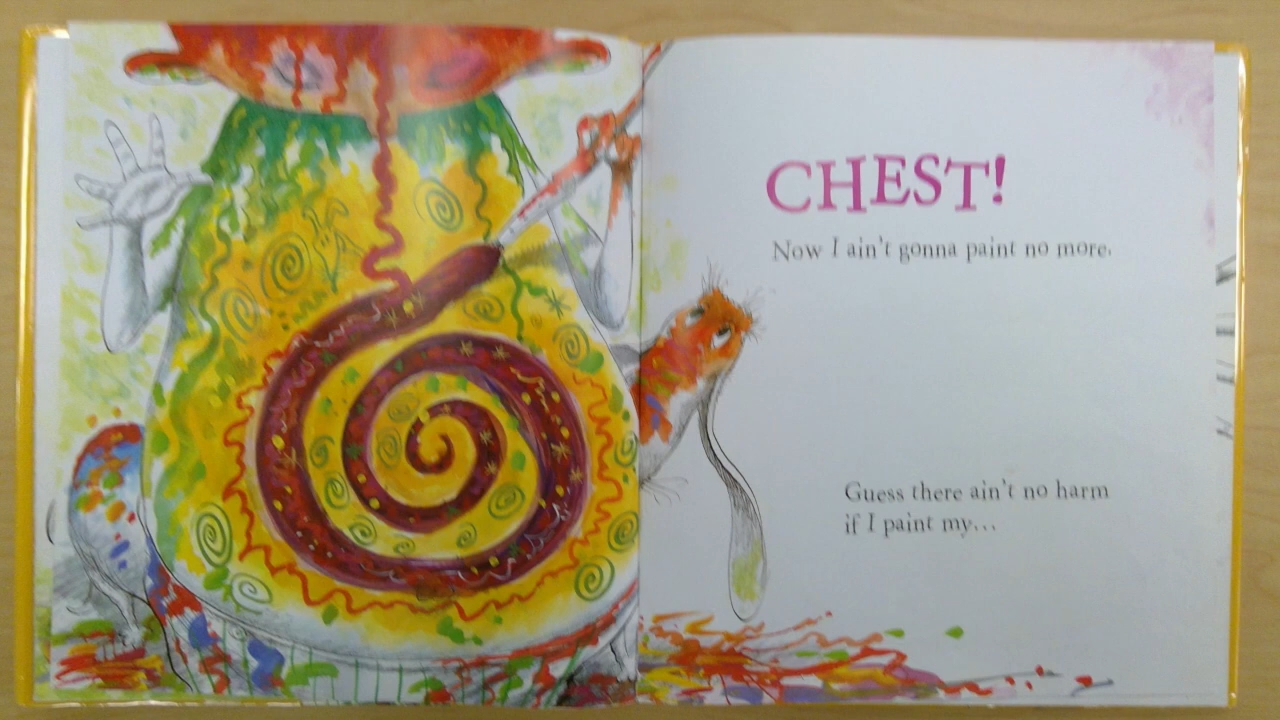 CHEST!
Now I ain't gonna paint no more.
Guess there ain't no harm
if I paint my...